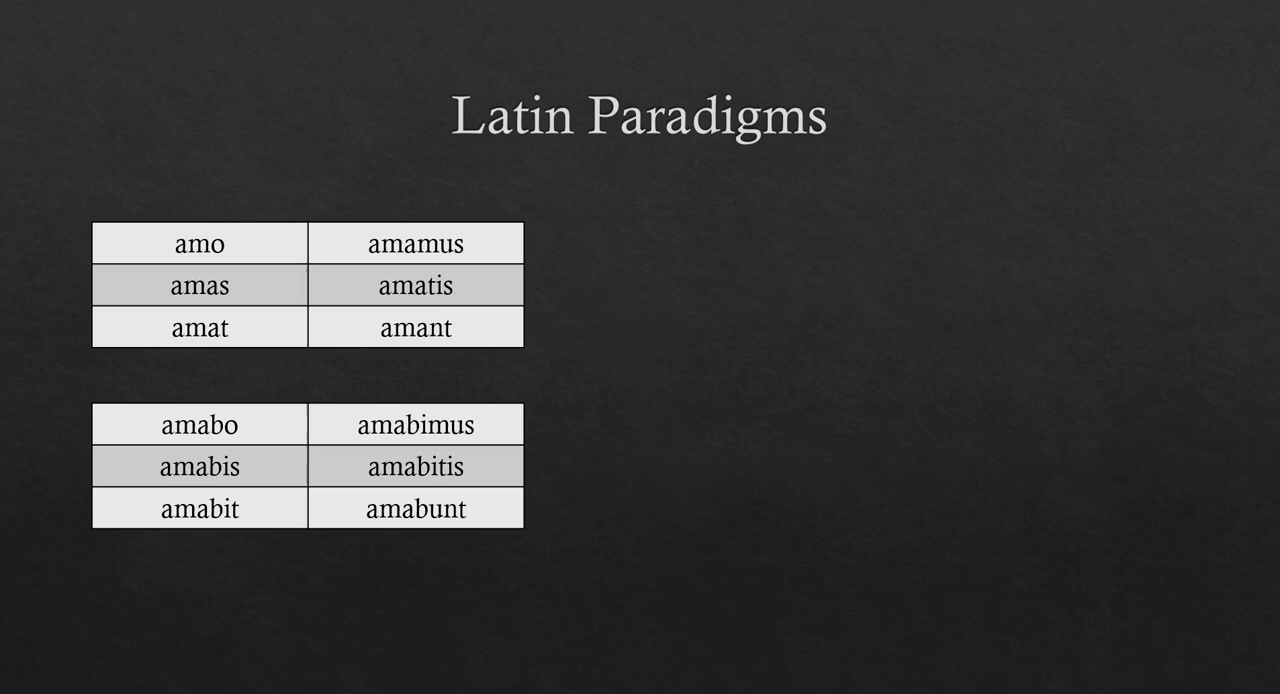 Latin Paradigms
amo amamus
amas amatis
amat amant
amabo amabimus
amabis amabitis
amabit amabunt